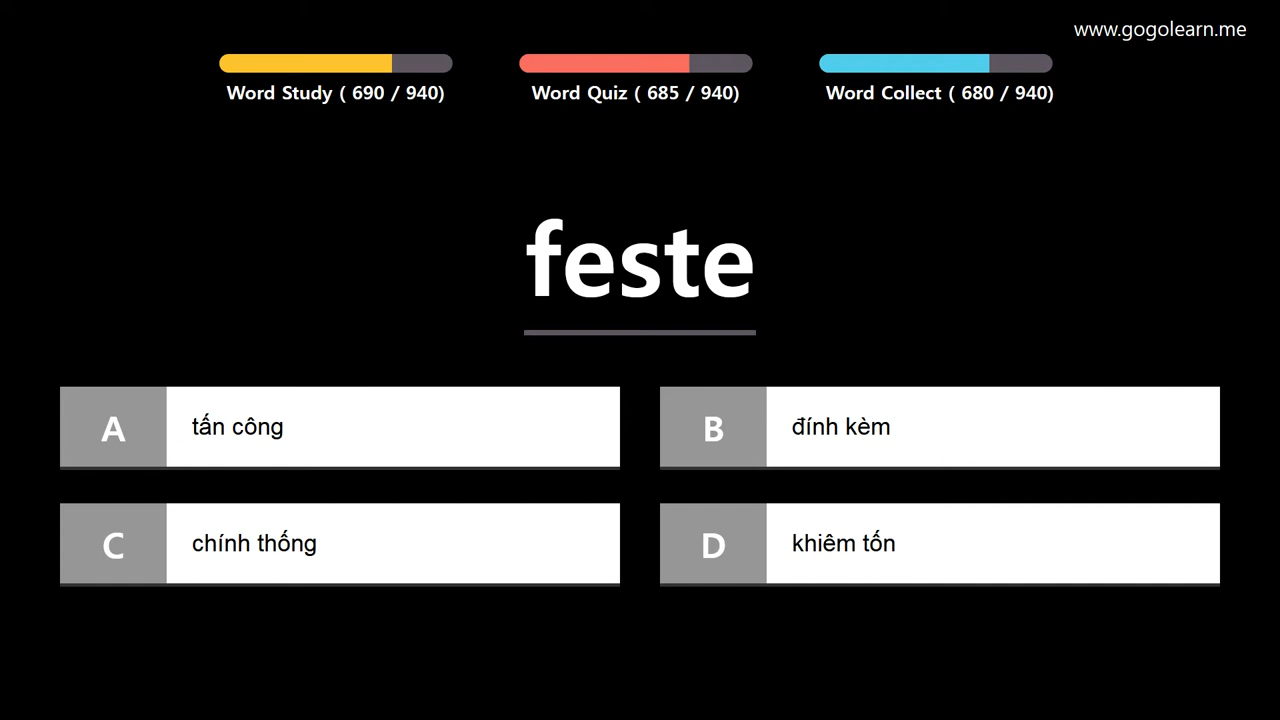 www.gogolearn.me
Word Study ( 690 / 940)
Word Quiz ( 685 / 940)
Word Collect ( 680 / 940)
feste
A
tấn công
B
đính kèm
C
chính thống
D
khiêm tốn